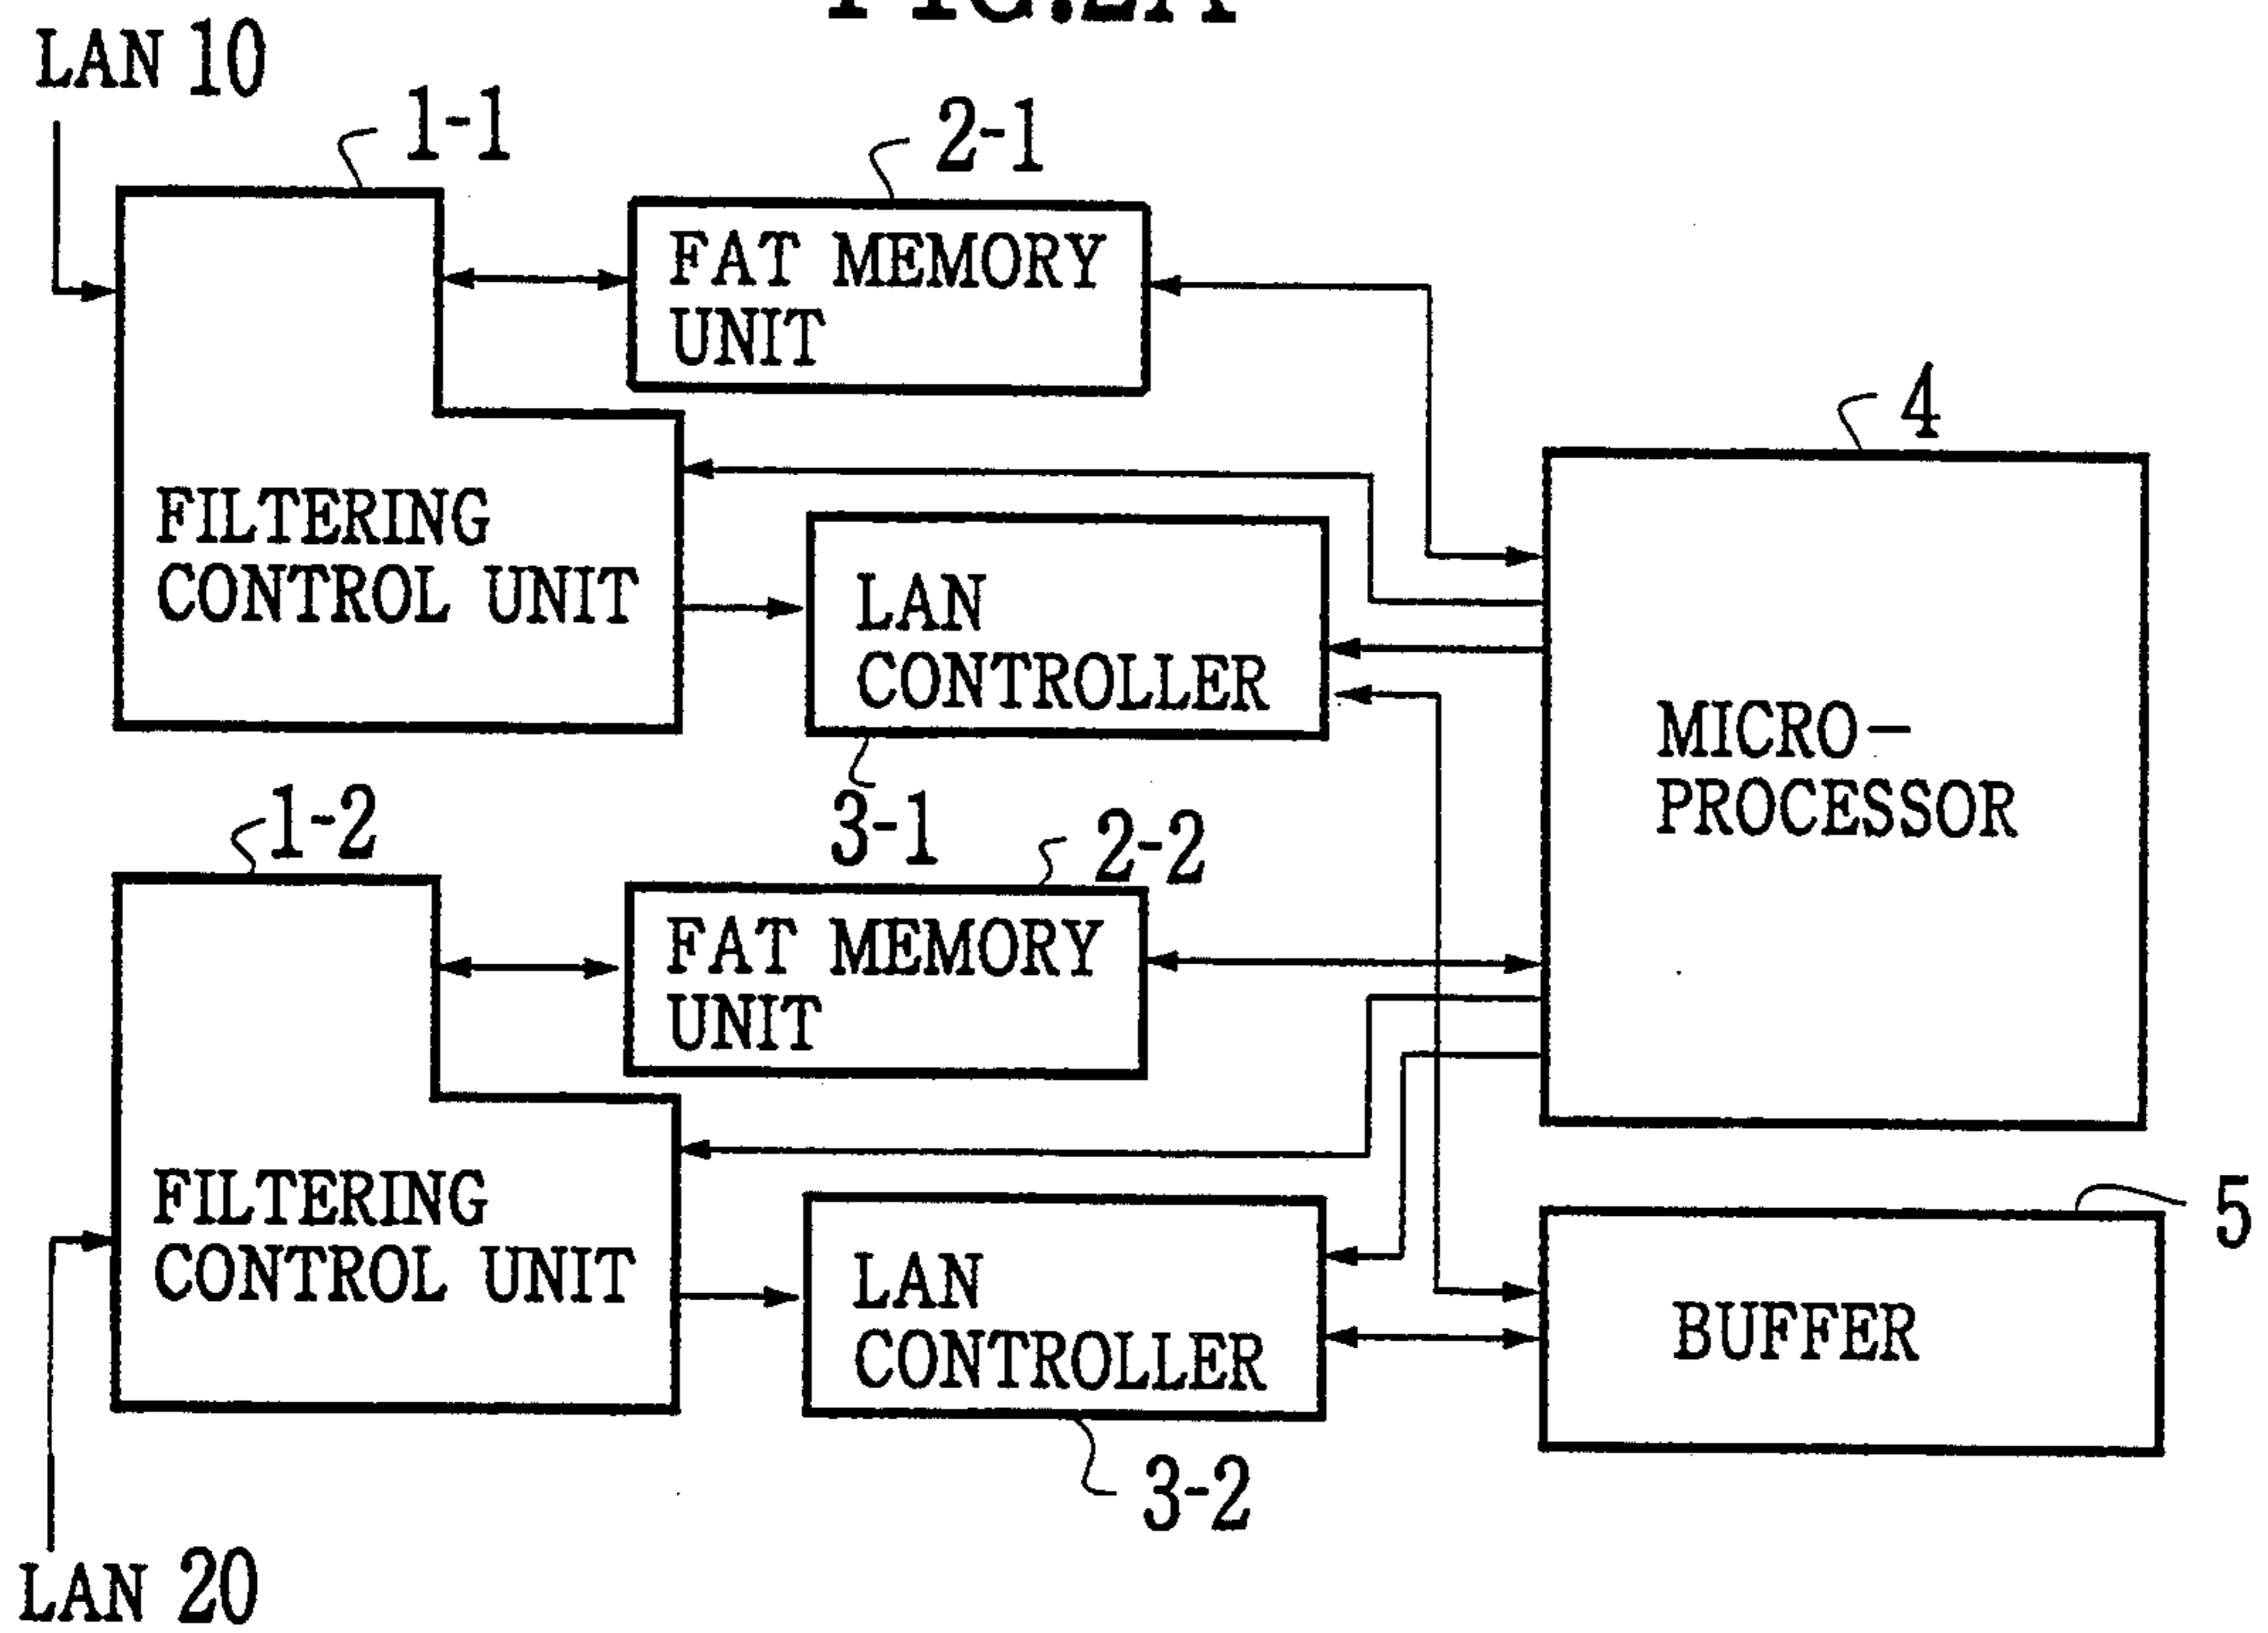 LAN 10
1-1
2-1
FAT MEMORY
UNIT
4
FILTERING
CONTROL UNIT
LAN
CONTROLLER
MICRO-
PROCESSOR
3-1
1-2
2-2
FAT MEMORY
UNIT
FILTERING
CONTROL UNIT
5
LAN
CONTROLLER
BUFFER
3-2
LAN 20